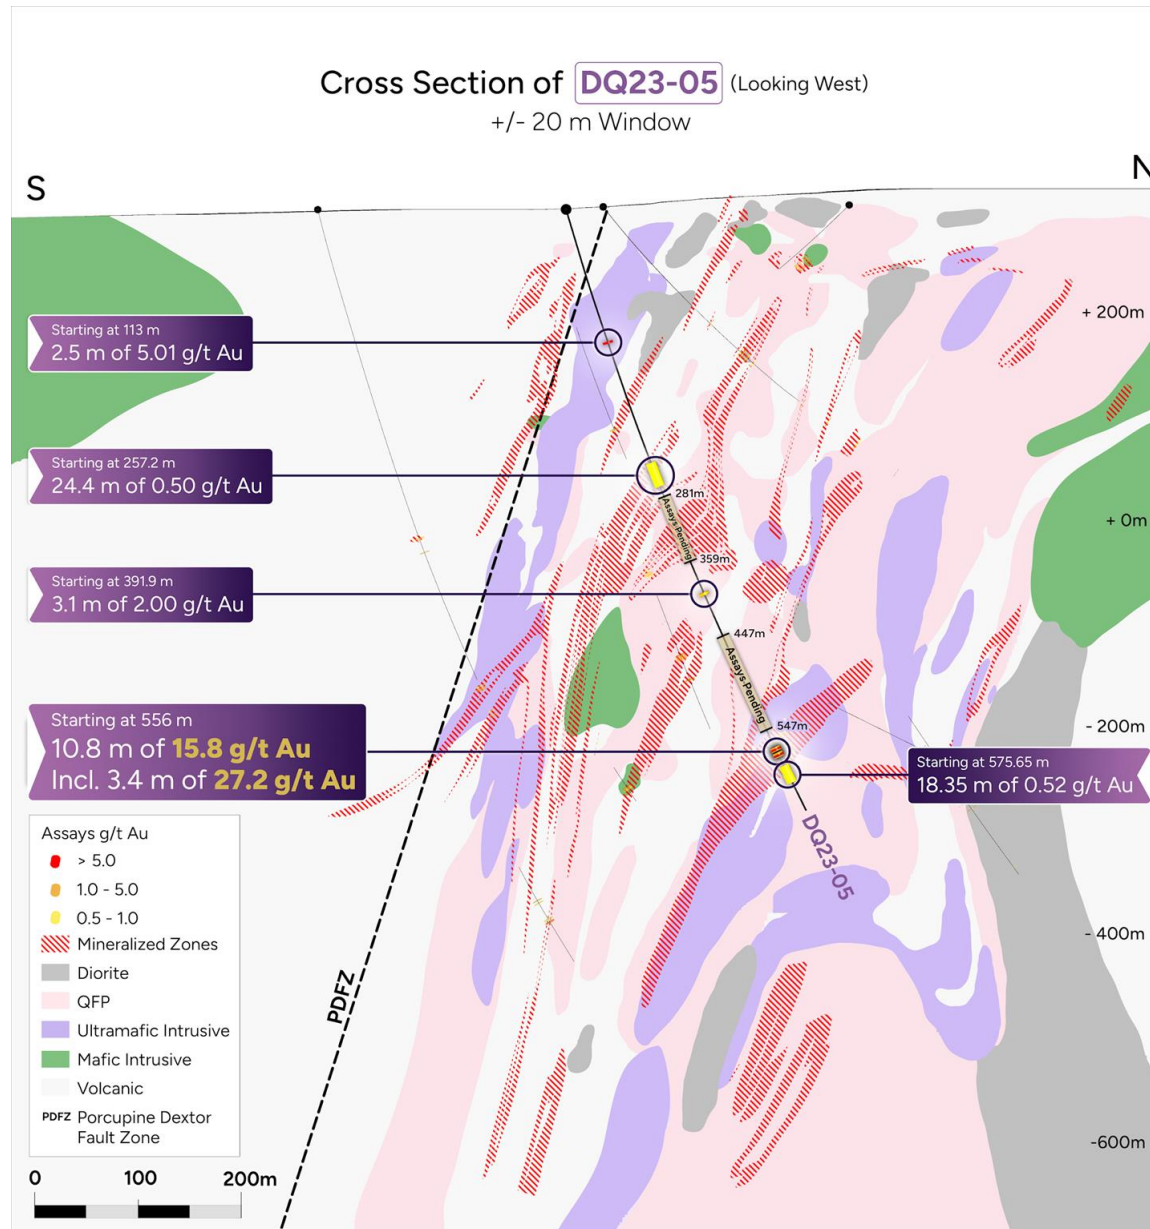 Cross Section of DQ23-05 (Looking West)
+/- 20 m Window
S
N
Starting at 113 m
2.5 m of 5.01 g/t Au
+ 200m
Starting at 257.2 m
24.4 m of 0.50 g/t Au
281m
Assays Pending
+ 0m
359m
Starting at 391.9 m
3.1 m of 2.00 g/t Au
447m
Assays Pending
547m
- 200m
Starting at 556 m
10.8 m of 15.8 g/t Au
Incl. 3.4 m of 27.2 g/t Au
Starting at 575.65 m
18.35 m of 0.52 g/t Au
DQ23-05
- 400m
PDFZ
-600m
Assays g/t Au
> 5.0
1.0 - 5.0
0.5 - 1.0
Mineralized Zones
Diorite
QFP
Ultramafic Intrusive
Mafic Intrusive
Volcanic
PDFZ Porcupine Dextor
Fault Zone
0 100 200m